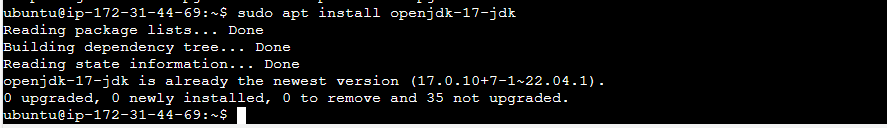 ubuntu@ip-172-31-44-69:~$ sudo apt install openjdk-17-jdk
Reading package lists... Done
Building dependency tree... Done
Reading state information... Done
openjdk-17-jdk is already the newest version (17.0.10+7-1~22.04.1).
0 upgraded, 0 newly installed, 0 to remove and 35 not upgraded.
ubuntu@ip-172-31-44-69:~$